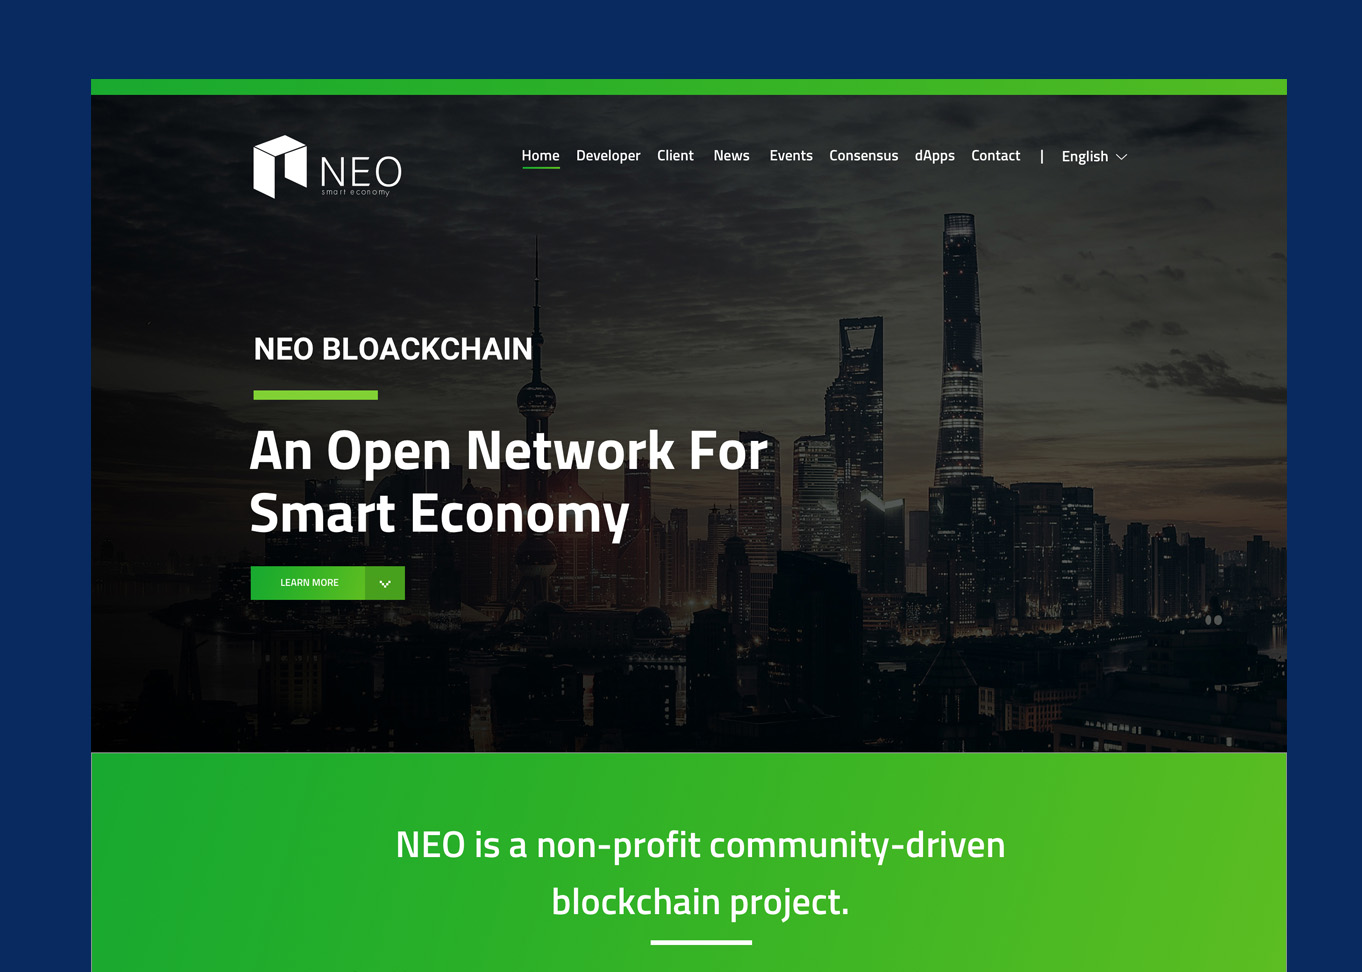 NEO
smart economy
Home Developer Client News Events Consensus dApps Contact | English
NEO BLOACKCHAIN
An Open Network For
Smart Economy
LEARN MORE
NEO is a non-profit community-driven
blockchain project.